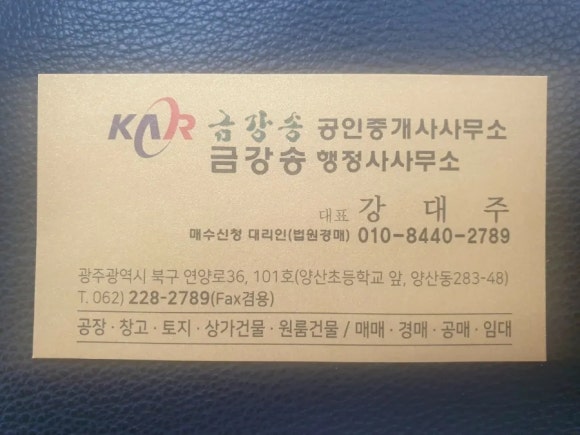 KAR 금강송 공인중개사사무소
금강송 행정사사무소
대표 강 대 주
매수신청 대리인(법원경매) 010-8440-2789
광주광역시 북구 연양로36, 101호(양산초등학교 앞, 양산동283-48)
T. 062) 228-2789(Fax겸용)
공장 · 창고 · 토지 · 상가건물 · 원룸건물 / 매매 · 경매 · 공매 · 임대